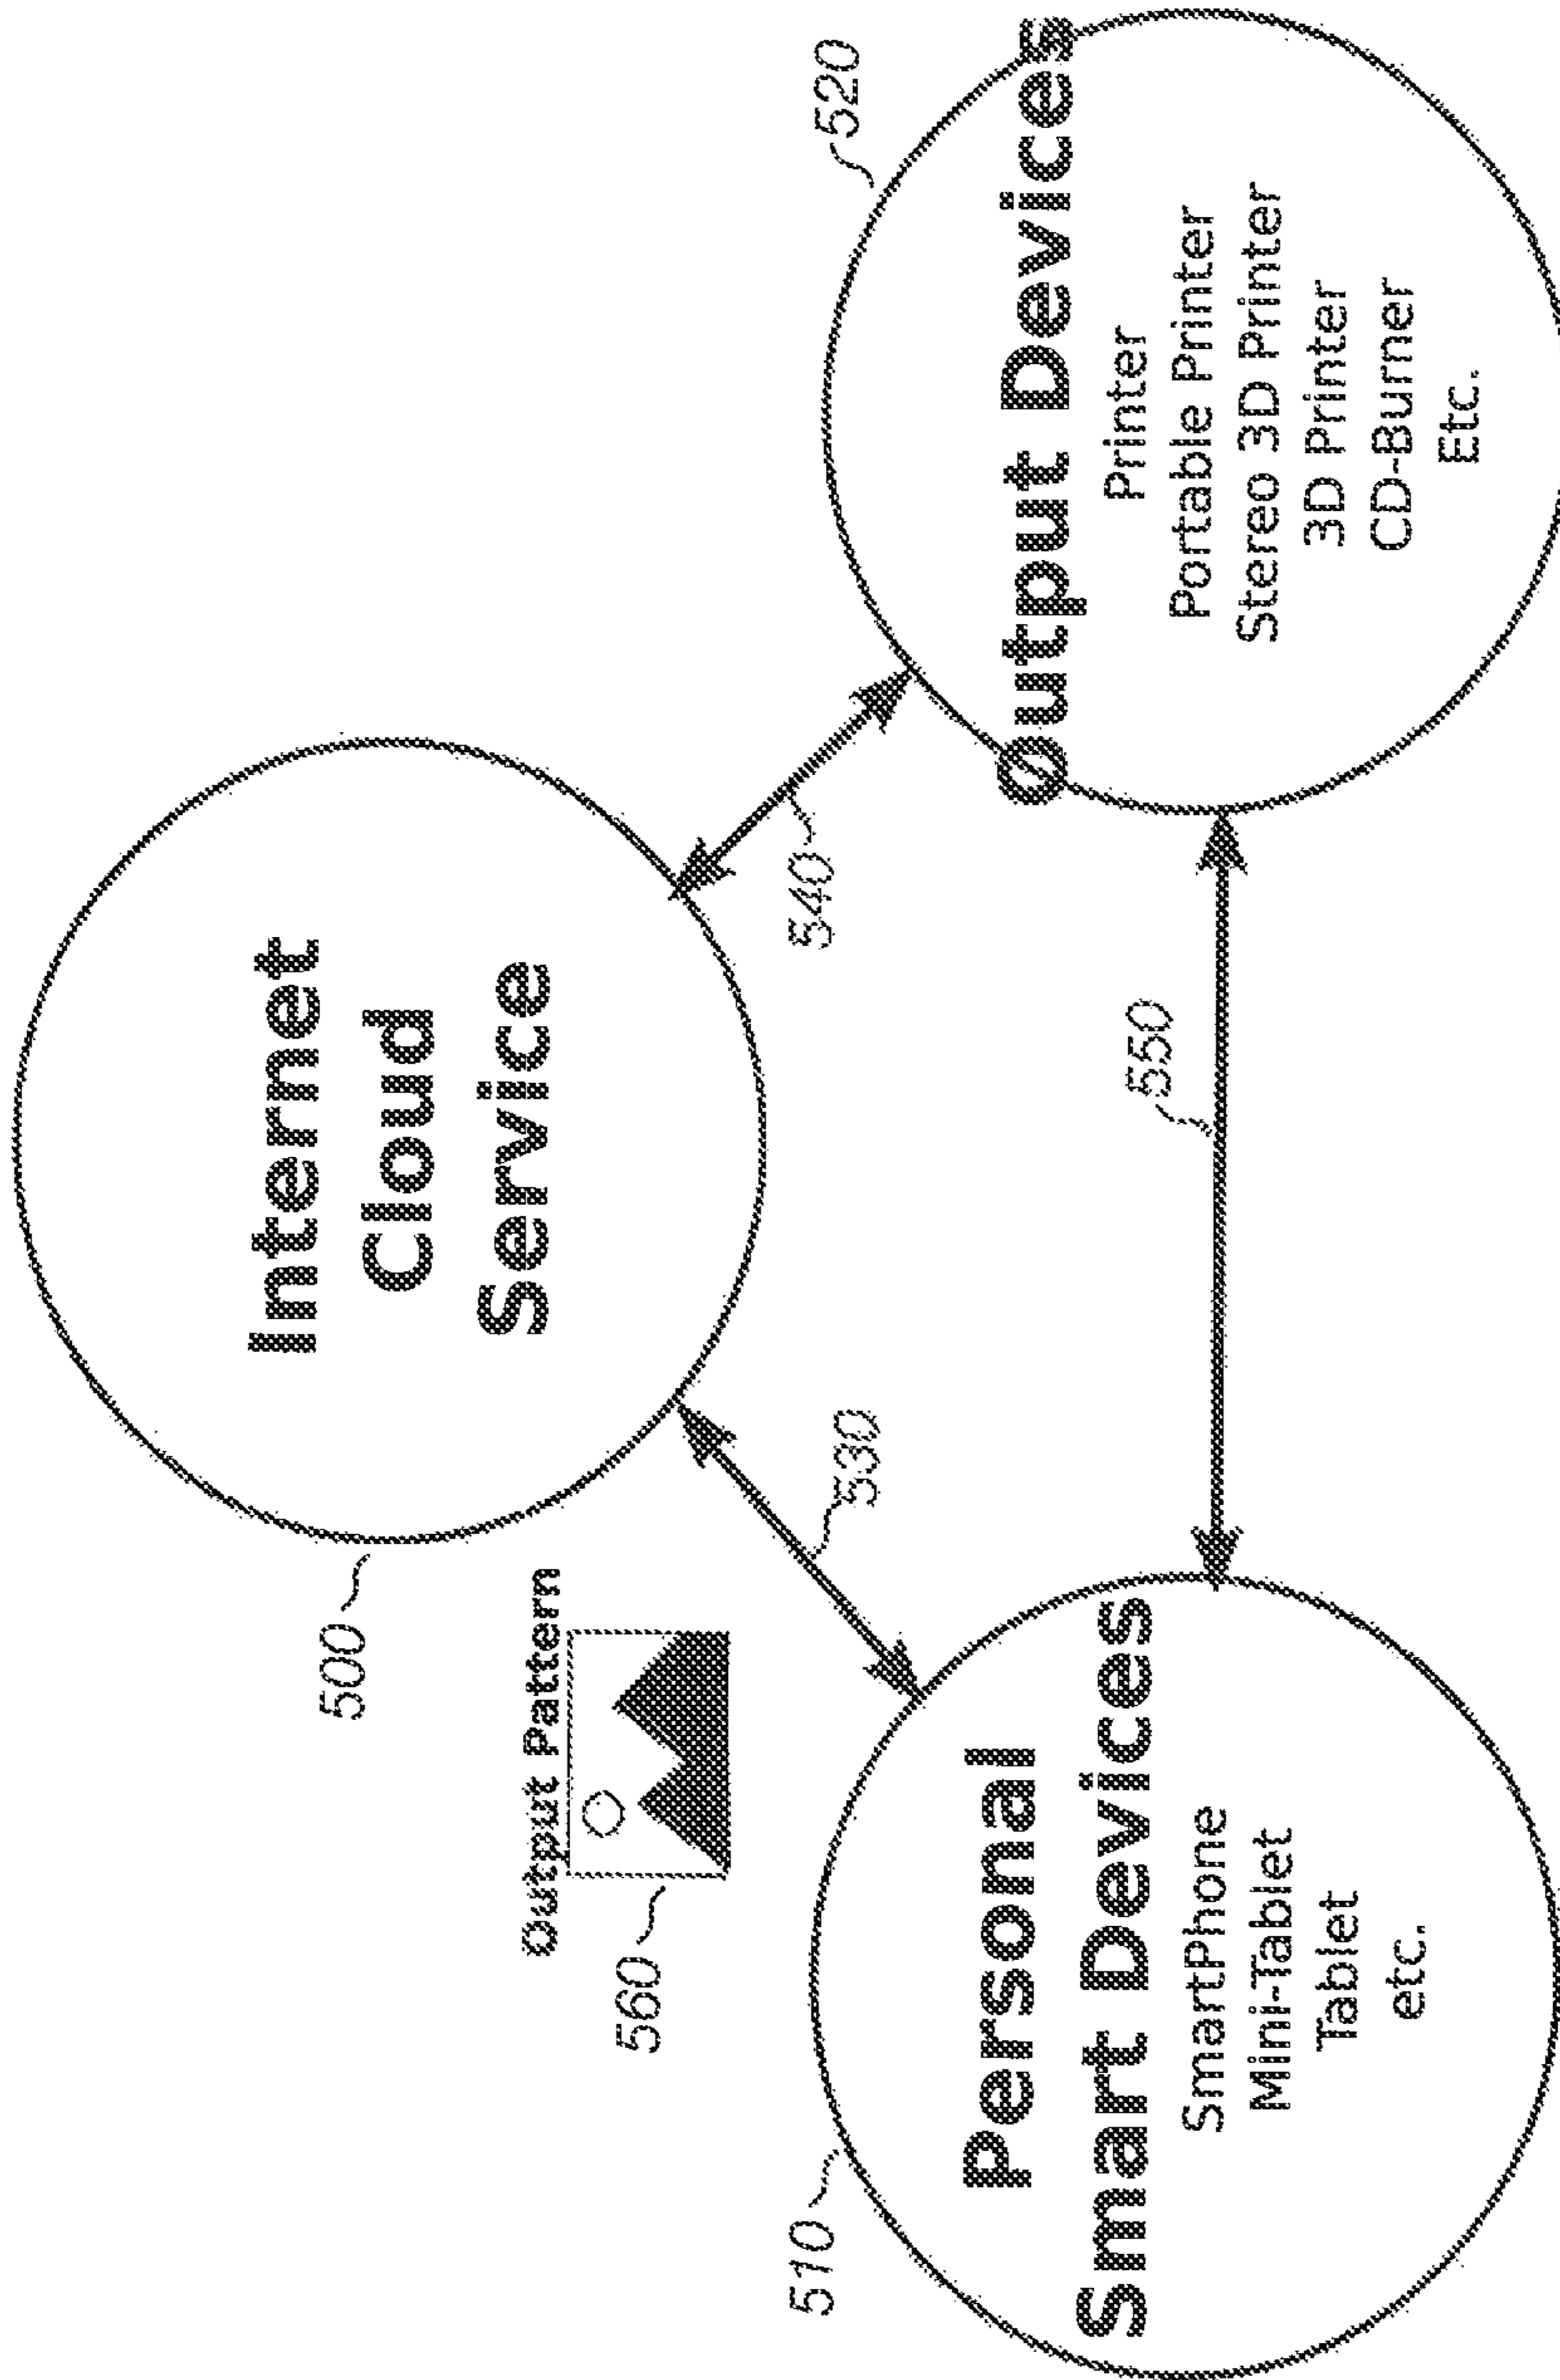 500
Internet
Cloud
Service
Output Pattern
560
530
540
510
Personal
Smart Devices
SmartPhone
Mini-Tablet
Tablet
etc.
550
520
Output Devices
Printer
Portable Printer
Stereo 3D Printer
3D Printer
CD-Burner
Etc.